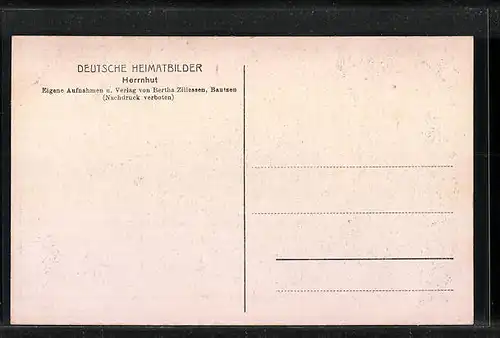 DEUTSCHE HEIMATBILDER
Herrnhut
Eigene Aufnahmen u. Verlag von Bertha Zillessen, Bautzen
(Nachdruck verboten)